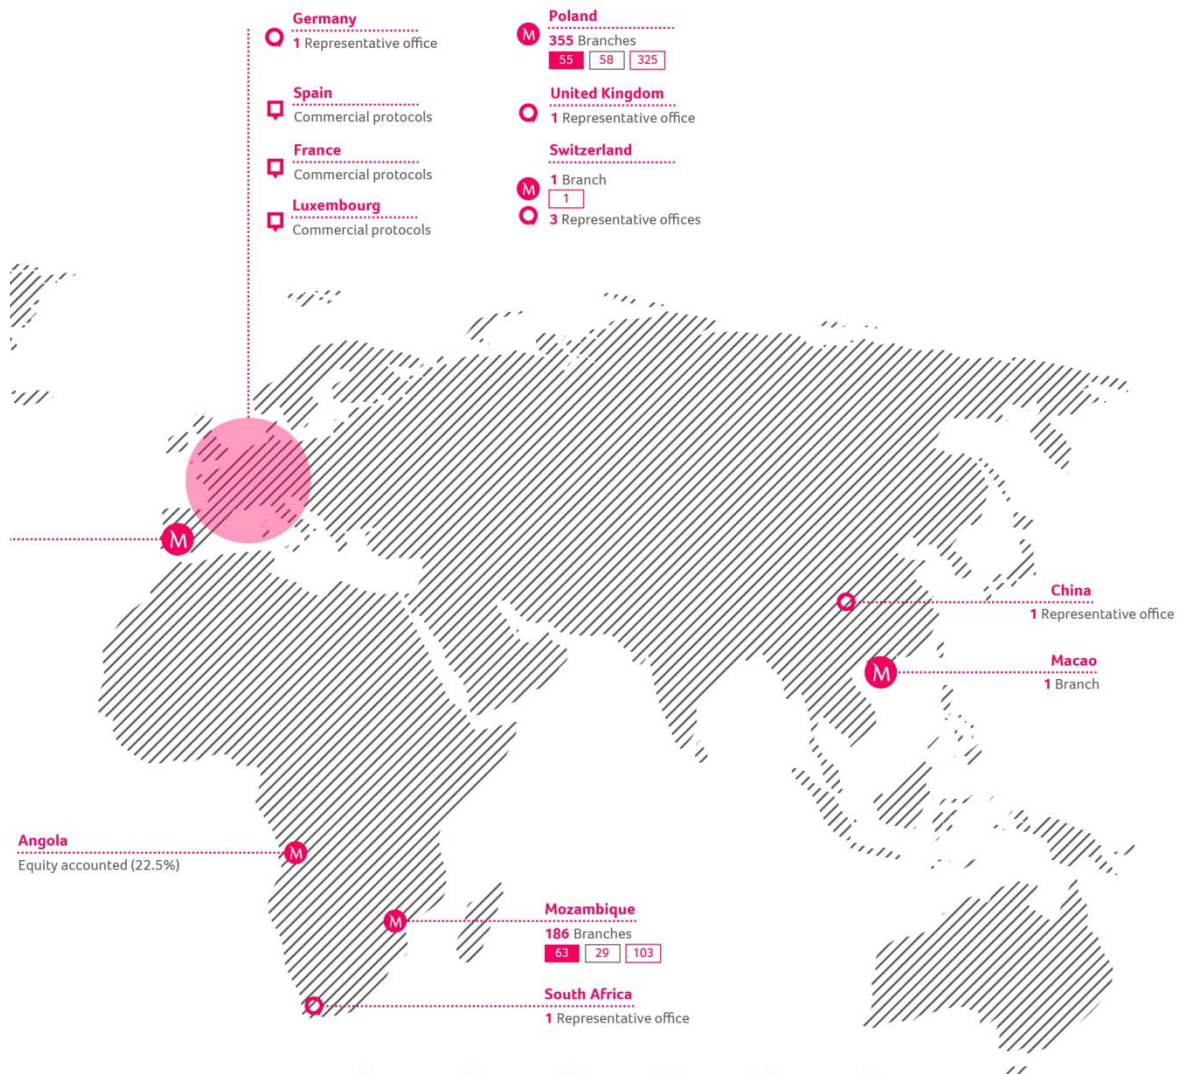 Germany
1 Representative office
Spain
Commercial protocols
France
Commercial protocols
Luxembourg
Commercial protocols
Poland
M
355 Branches
55 58 325
United Kingdom
1 Representative office
Switzerland
1 Branch
M
1
3 Representative offices
M
China
1 Representative office
Macao
M
1 Branch
Angola
M
Equity accounted (22.5%)
Mozambique
M
186 Branches
63 29 103
South Africa
1 Representative office